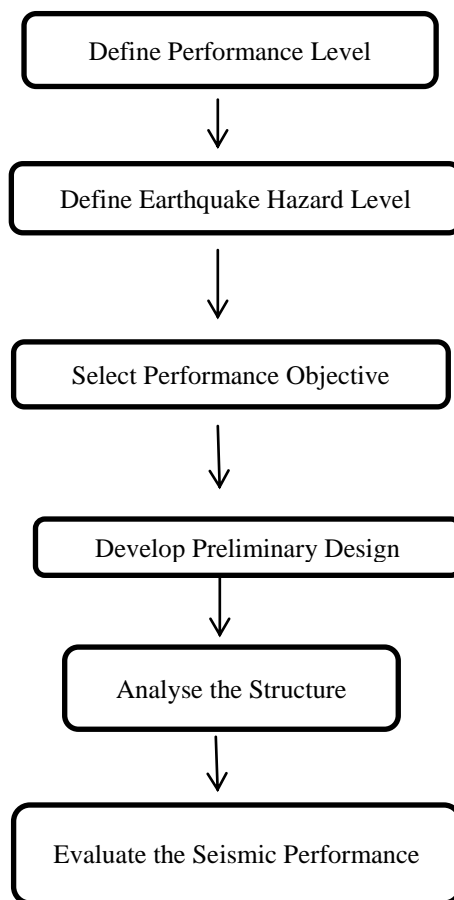 Define Performance Level
Define Earthquake Hazard Level
Select Performance Objective
Develop Preliminary Design
Analyse the Structure
Evaluate the Seismic Performance